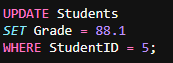 UPDATE Students
SET Grade = 88.1
WHERE StudentID = 5;